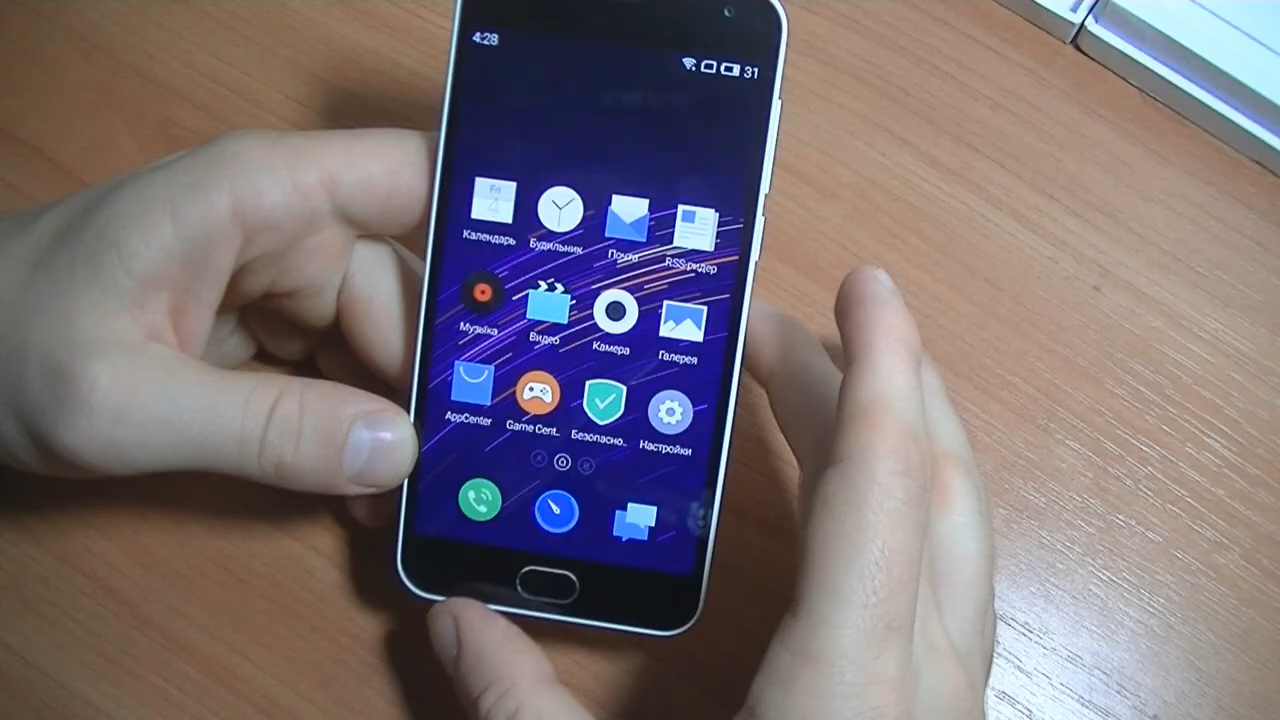 4:28
31
Fri
4
Календарь
Будильник
Почта
RSS ридер
Музыка
Видео
Камера
Галерея
AppCenter
Game Cent..
Безопасно..
Настройки